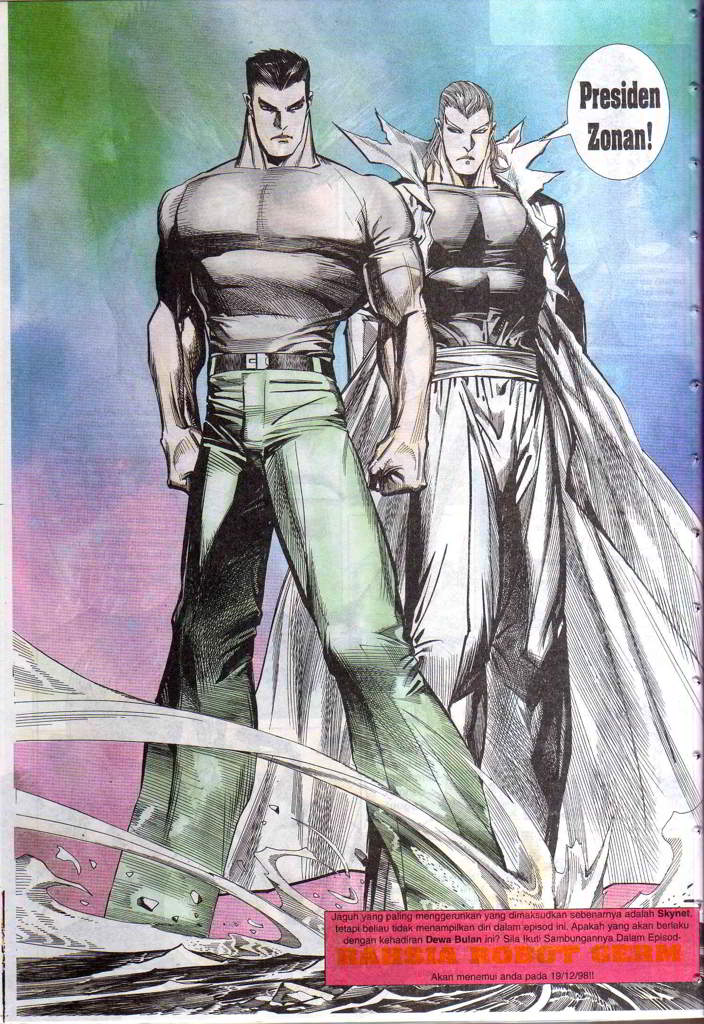 Presiden
Zonan!
Jaguh yang paling menggerunkan yang dimaksudkan sebenarnya adalah Skynet,
tetapi beliau tidak menampilkan diri dalam episod ini. Apakah yang akan berlaku
dengan kehadiran Dewa Bulan ini? Sila Ikuti Sambungannya Dalam Episod-
RAHSIA ROBOT GERM
Akan menemui anda pada 19/12/98!!